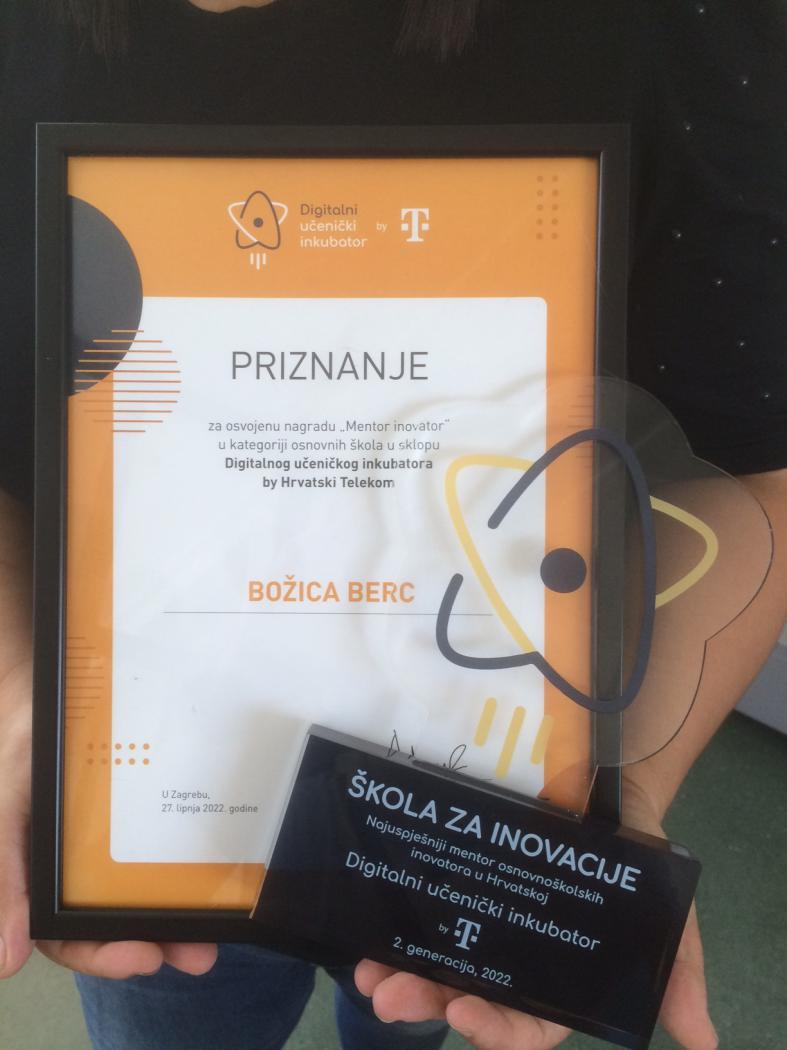 Digitalni
učenički
inkubator
by T
PRIZNANJE
za osvojenu nagradu „Mentor inovator“
u kategoriji osnovnih škola u sklopu
Digitalnog učeničkog inkubatora
by Hrvatski Telekom
BOŽICA BERC
U Zagrebu,
27. lipnja 2022. godine
ŠKOLA ZA INOVACIJE
Najuspješniji mentor osnovnoškolskih
inovatora u Hrvatskoj
Digitalni učenički inkubator
by T
2. generacija, 2022.